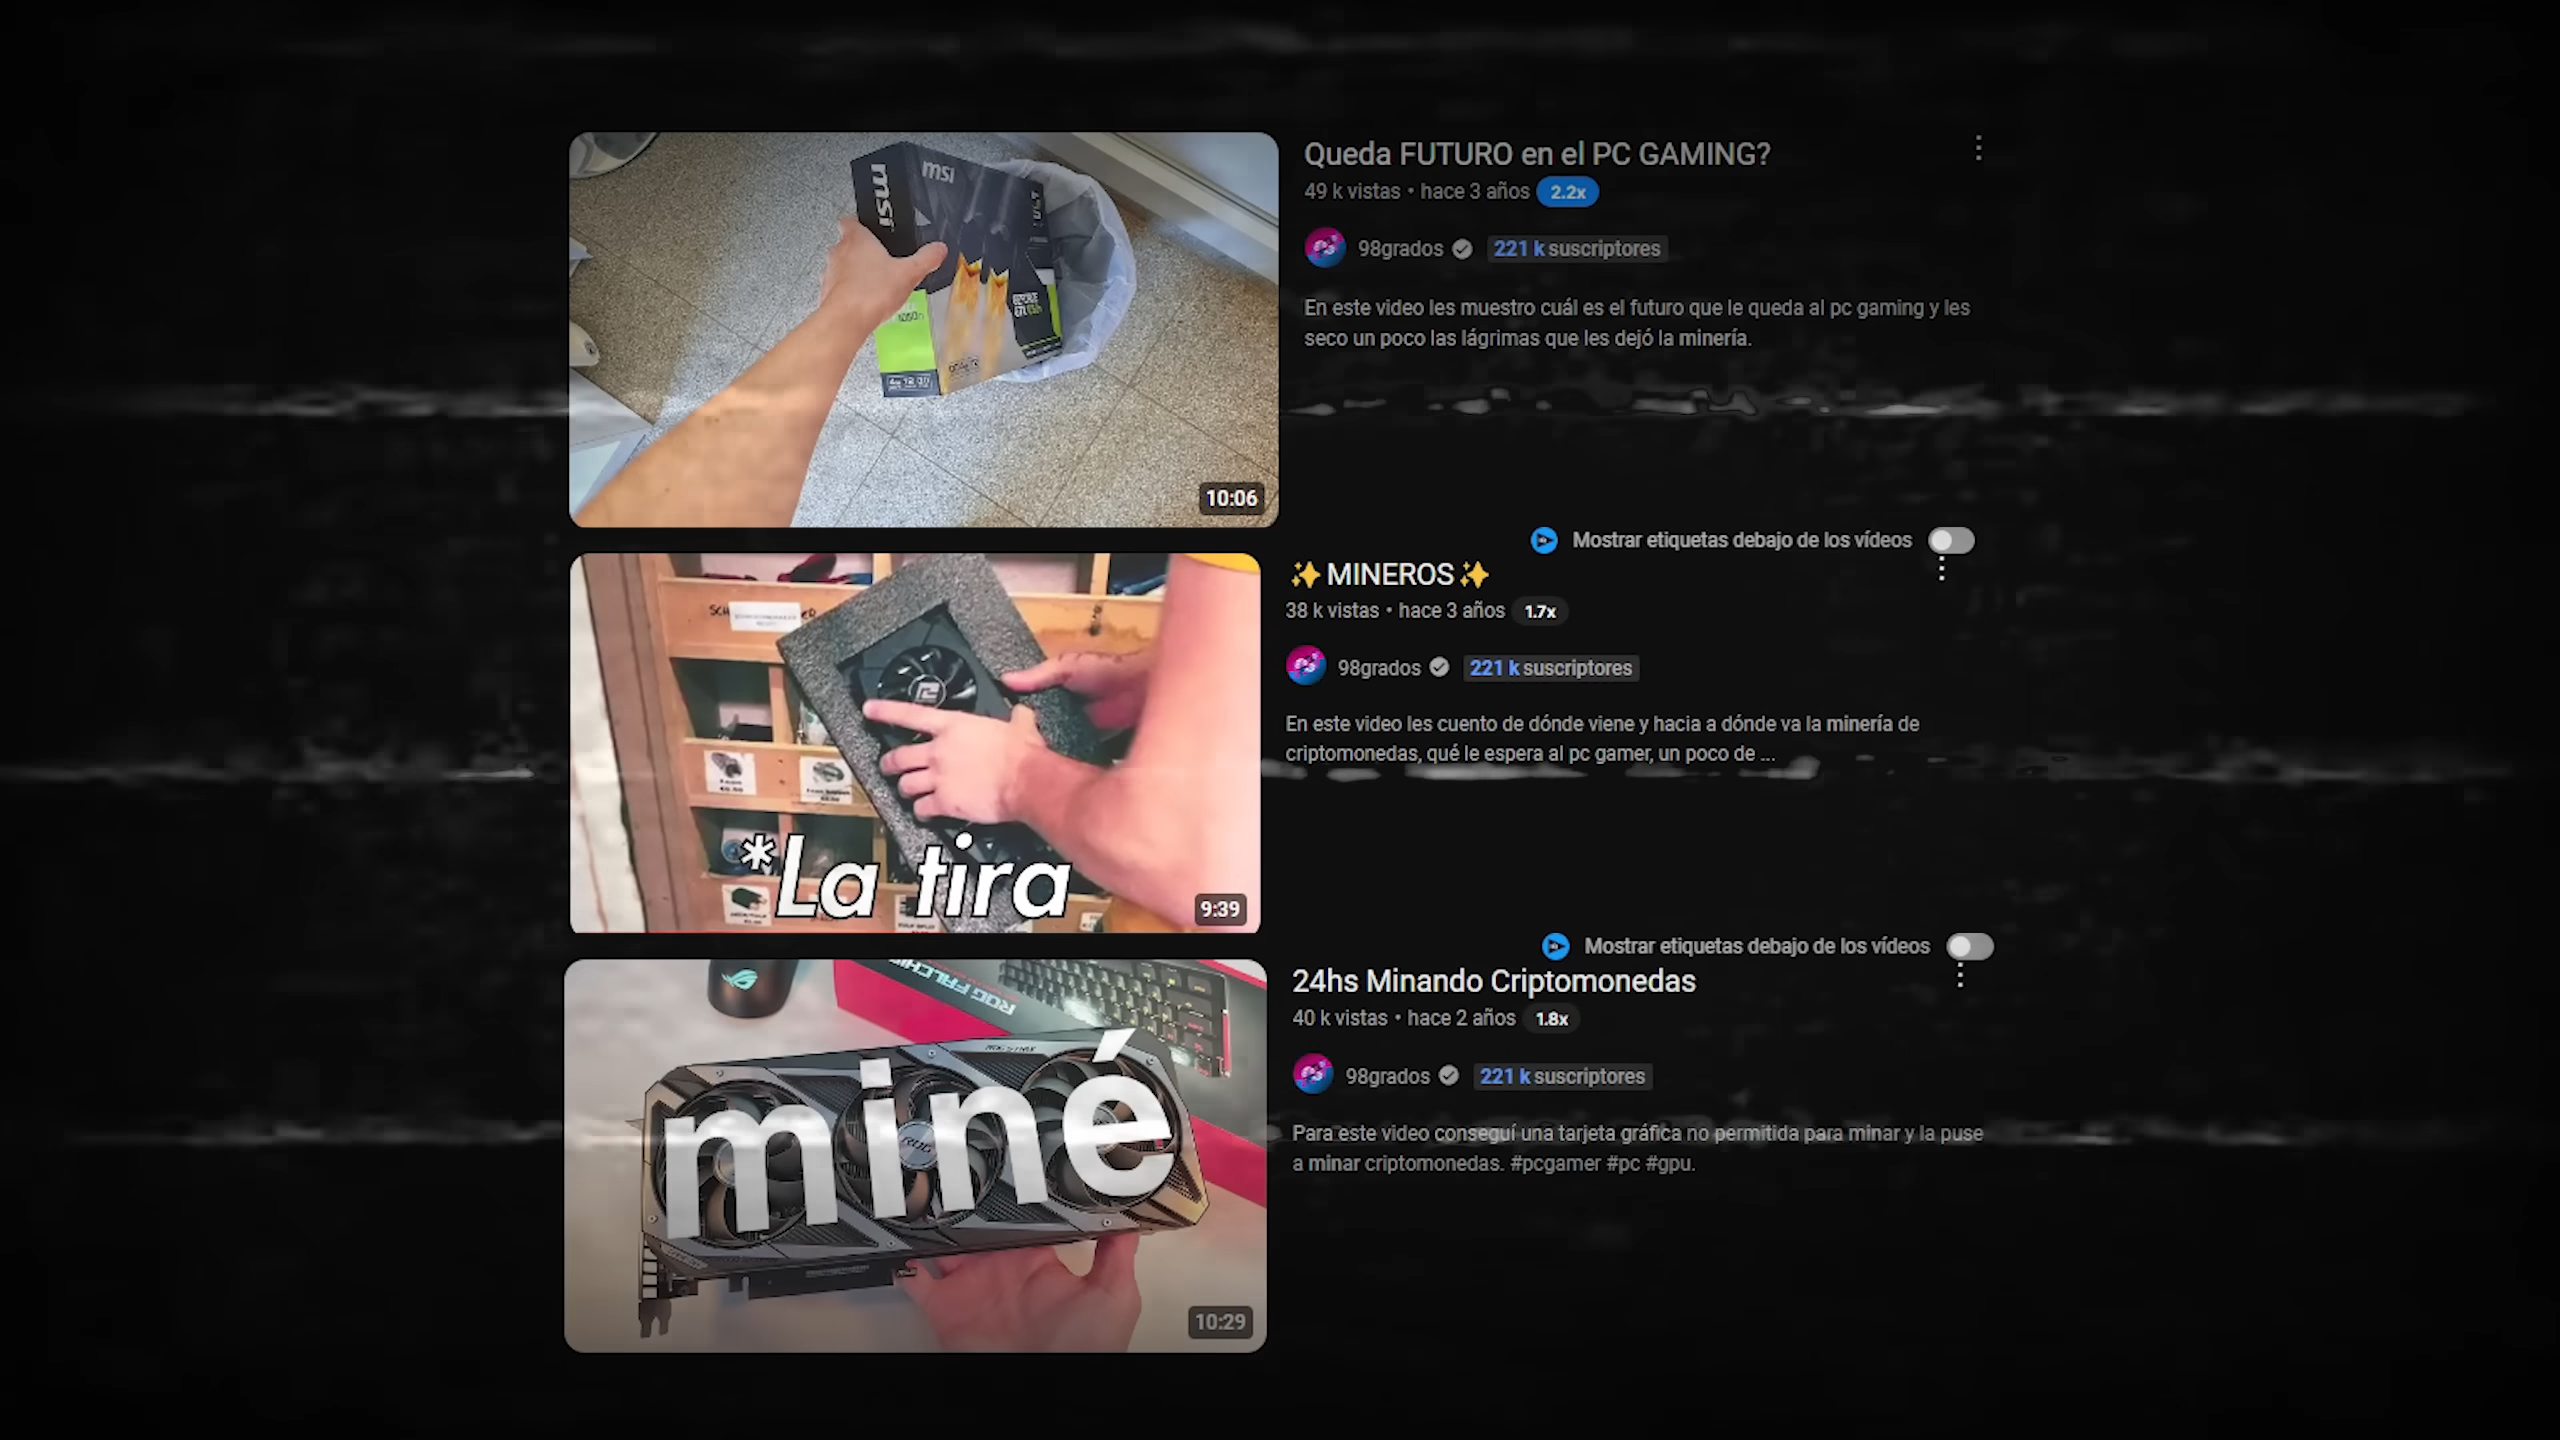 msi
msi
10:06
Queda FUTURO en el PC GAMING?
49 k vistas • hace 3 años 2.2x
98grados 221 k suscriptores
En este video les muestro cuál es el futuro que le queda al pc gaming y les
seco un poco las lágrimas que les dejó la minería.
Mostrar etiquetas debajo de los vídeos
*La tira
9:39
✨MINEROS✨
38 k vistas • hace 3 años 1.7x
98grados 221 k suscriptores
En este video les cuento de dónde viene y hacia a dónde va la minería de
criptomonedas, qué le espera al pc gamer, un poco de ...
Mostrar etiquetas debajo de los vídeos
miné
10:29
24hs Minando Criptomonedas
40 k vistas • hace 2 años 1.8x
98grados 221 k suscriptores
Para este video conseguí una tarjeta gráfica no permitida para minar y la puse
a minar criptomonedas. #pcgamer #pc #gpu.